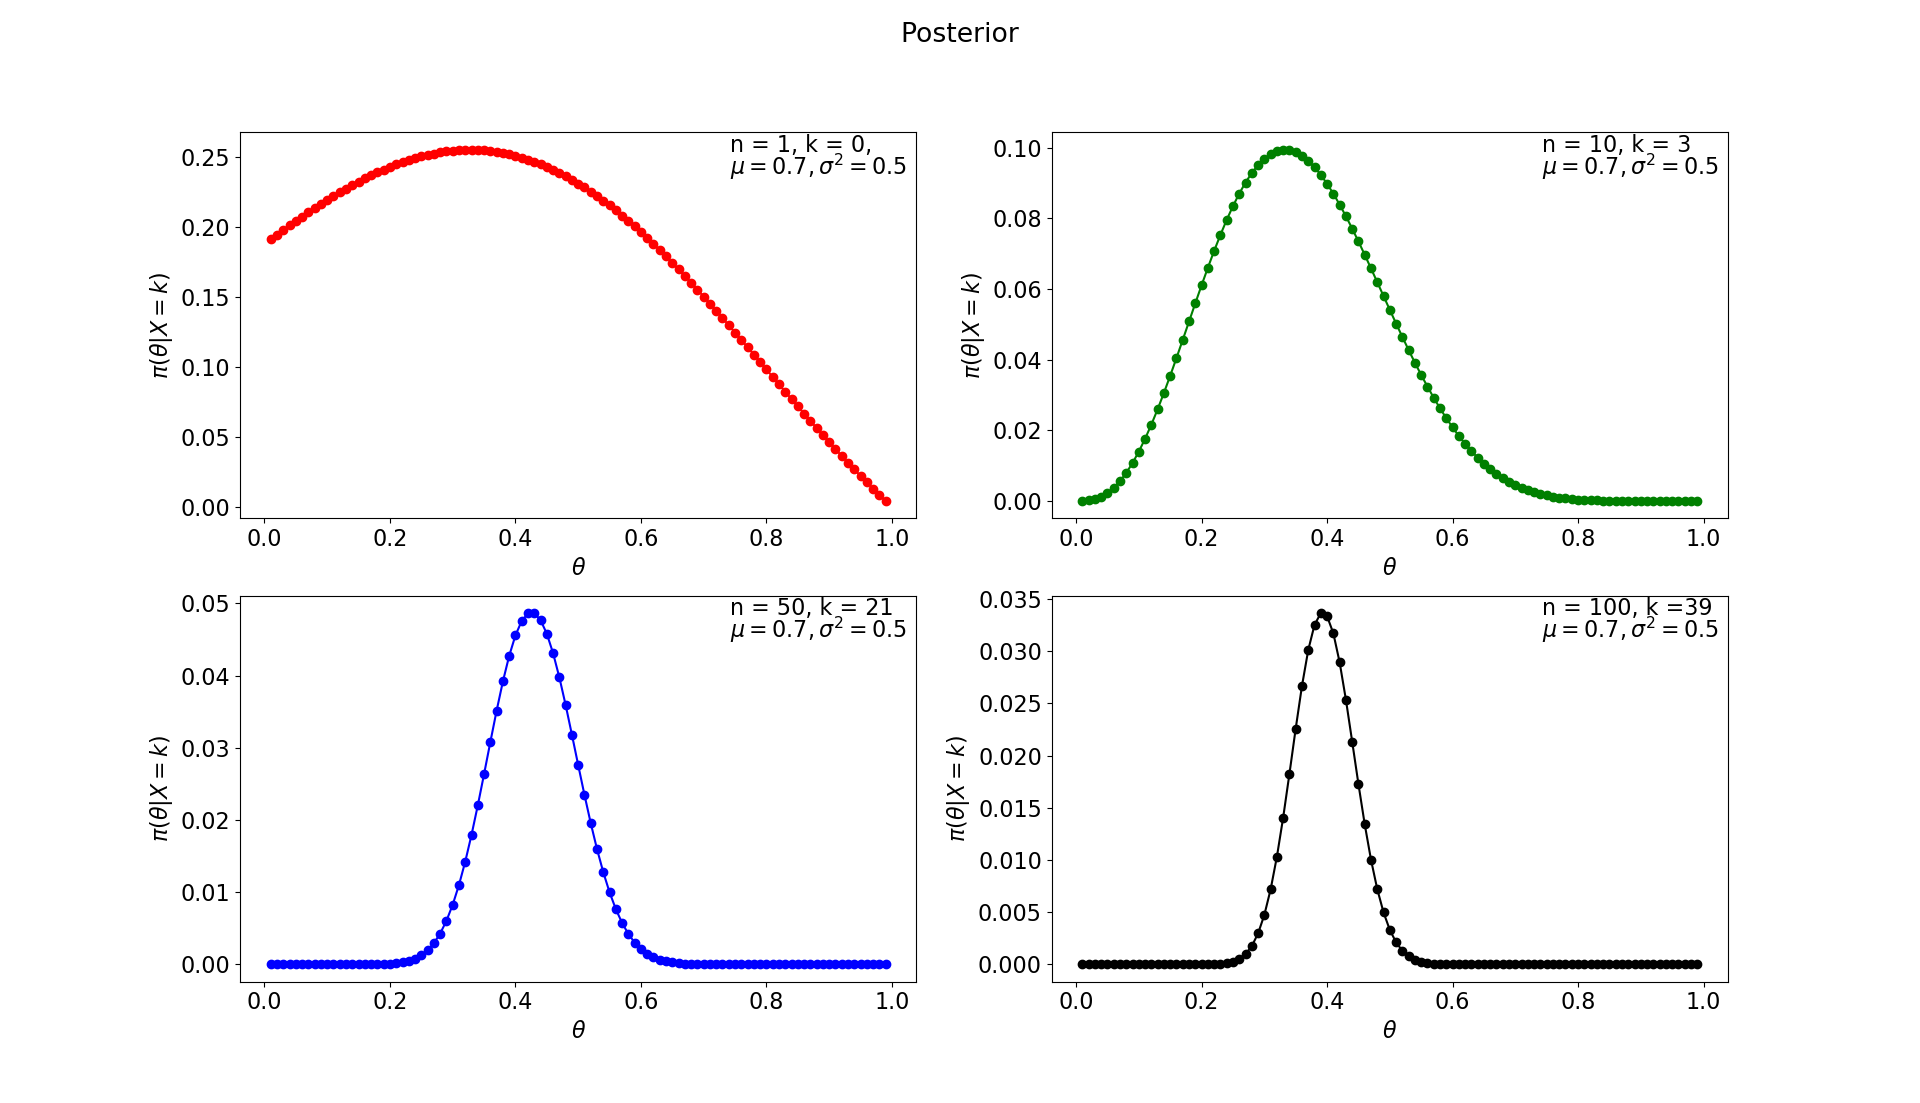 Posterior
n = 1, k = 0,
μ = 0.7, σ² = 0.5
π(θ|X = k)
0.25
0.20
0.15
0.10
0.05
0.00
0.0 0.2 0.4 0.6 0.8 1.0
θ
n = 10, k = 3
μ = 0.7, σ² = 0.5
π(θ|X = k)
0.10
0.08
0.06
0.04
0.02
0.00
0.0 0.2 0.4 0.6 0.8 1.0
θ
n = 50, k = 21
μ = 0.7, σ² = 0.5
π(θ|X = k)
0.05
0.04
0.03
0.02
0.01
0.00
0.0 0.2 0.4 0.6 0.8 1.0
θ
n = 100, k =39
μ = 0.7, σ² = 0.5
π(θ|X = k)
0.035
0.030
0.025
0.020
0.015
0.010
0.005
0.000
0.0 0.2 0.4 0.6 0.8 1.0
θ